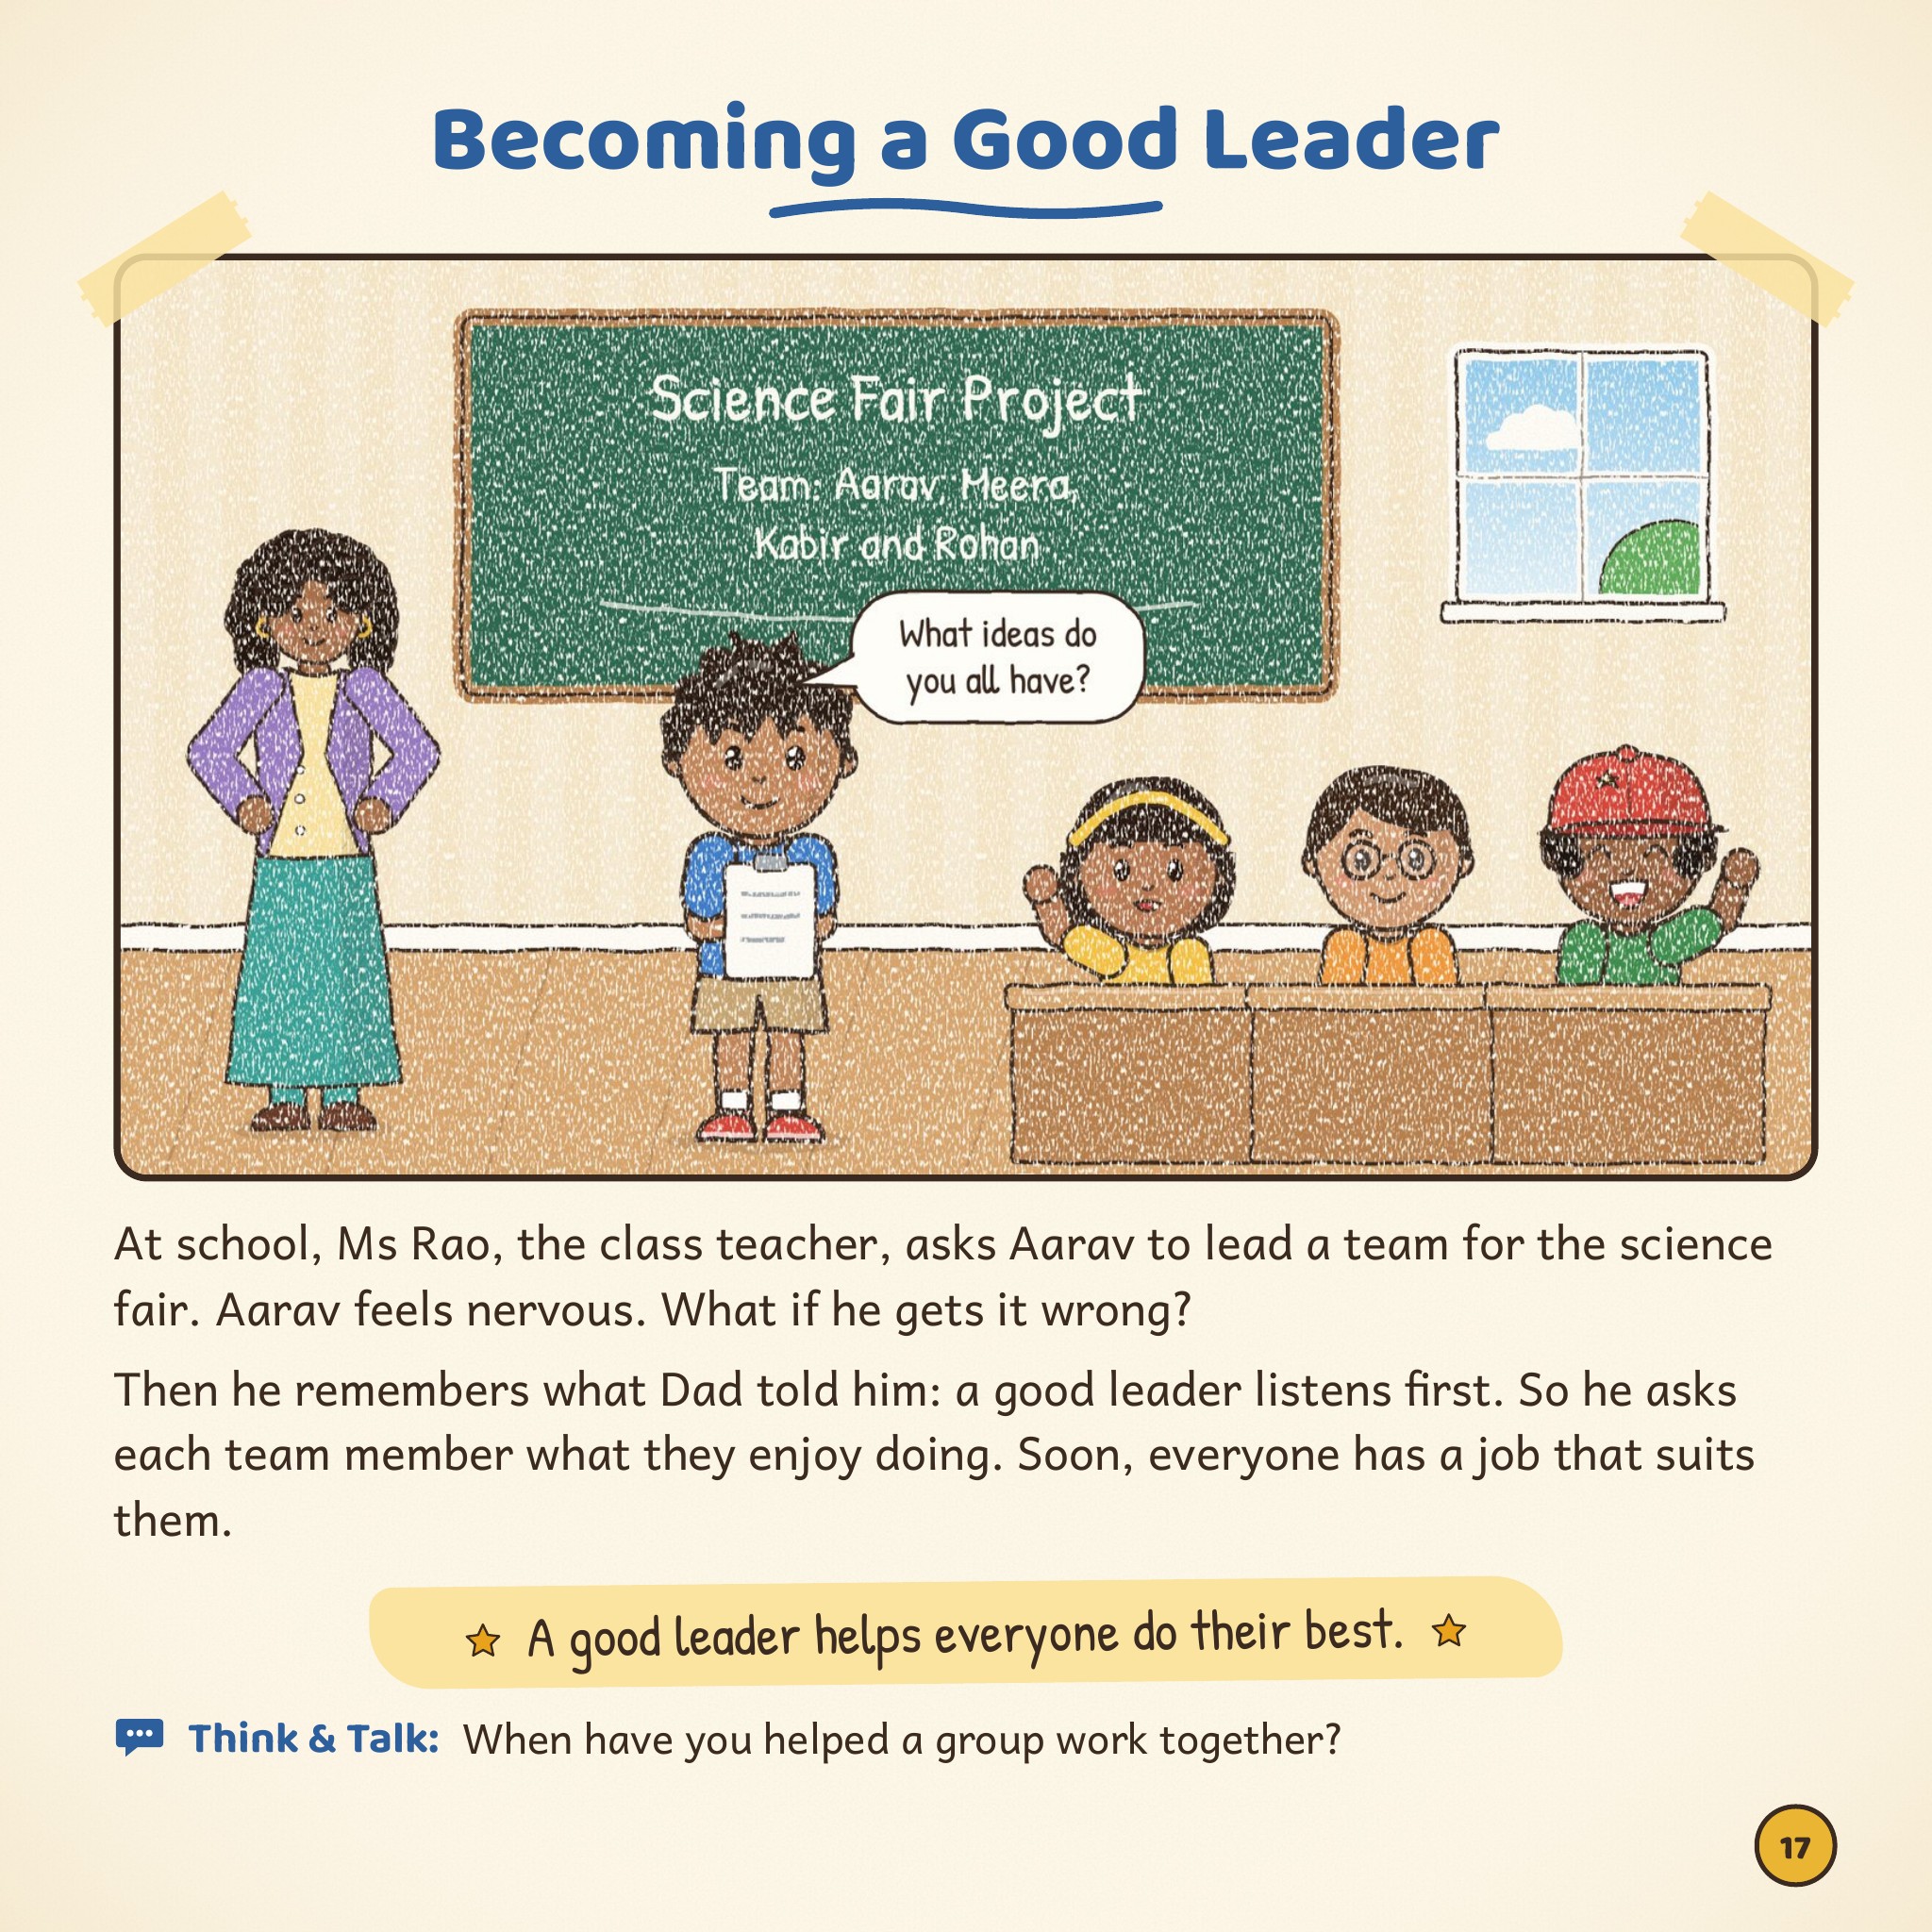 Becoming a Good Leader
Science Fair Project
Team: Aarav, Meera,
Kabir and Rohan
What ideas do
you all have?
At school, Ms Rao, the class teacher, asks Aarav to lead a team for the science
fair. Aarav feels nervous. What if he gets it wrong?
Then he remembers what Dad told him: a good leader listens first. So he asks
each team member what they enjoy doing. Soon, everyone has a job that suits
them.
A good leader helps everyone do their best.
Think & Talk: When have you helped a group work together?
17